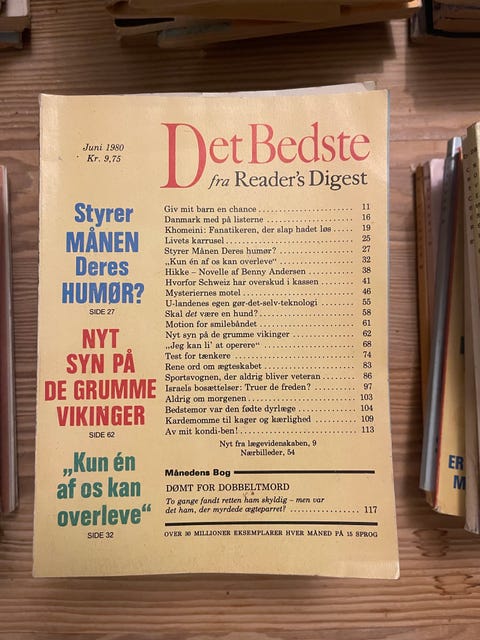 Juni 1980
Kr. 9,75
Det Bedste
fra Reader's Digest
Styrer
MÅNEN
Deres
HUMØR?
SIDE 27
NYT
SYN PÅ
DE GRUMME
VIKINGER
SIDE 62
„Kun én
af os kan
overleve“
SIDE 32
Giv mit barn en chance 11
Danmark med på listerne 16
Khomeini: Fanatikeren, der slap hadet løs 19
Livets karrusel 25
Styrer Månen Deres humør? 27
„Kun én af os kan overleve“ 32
Hikke – Novelle af Benny Andersen 38
Hvorfor Schweiz har overskud i kassen 41
Mysteriernes motel 46
U-landenes egen gør-det-selv-teknologi 55
Skal det være en hund? 58
Motion for smilebåndet 61
Nyt syn på de grumme vikinger 62
„Jeg kan li' at operere“ 68
Test for tænkere 74
Rene ord om ægteskabet 83
Sportsvognen, der aldrig bliver veteran 86
Israels bosættelser: Truer de freden? 97
Aldrig om morgenen 103
Bedstemor var den fødte dyrlæge 104
Kardemomme til kager og kærlighed 109
Av mit kondi-ben! 113
Nyt fra lægevidenskaben, 9
Nærbilleder, 54
Månedens Bog
DØMT FOR DOBBELTMORD
To gange fandt retten ham skyldig – men var
det ham, der myrdede ægteparret? 117
OVER 30 MILLIONER EKSEMPLARER HVER MÅNED PÅ 15 SPROG
ER
M